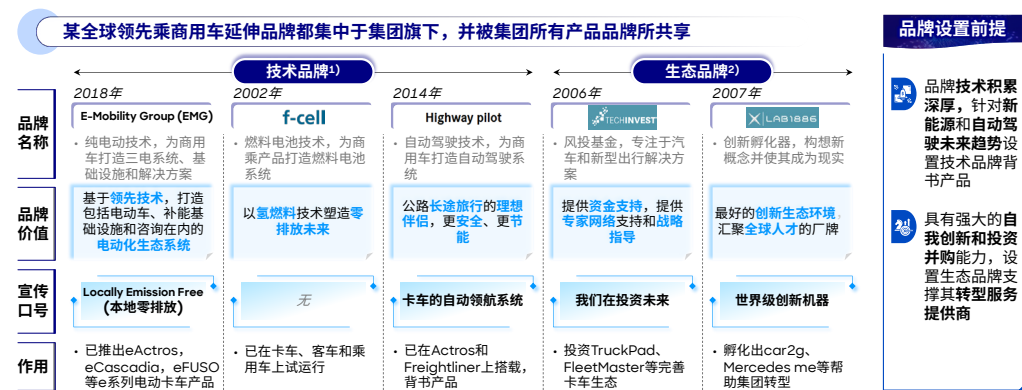 某全球领先乘商用车延伸品牌都集中于集团旗下，并被集团所有产品品牌所共享
品牌设置前提
技术品牌1)
生态品牌2)
2018年
2002年
2014年
2006年
2007年
品牌
名称
E-Mobility Group (EMG)
f-cell
Highway pilot
TECHINVEST
LAB1886
• 纯电动技术，为商用
车打造三电系统、基
础设施和解决方案
• 燃料电池技术，为商
乘产品打造燃料电池
系统
• 自动驾驶技术，为商
用车打造自动驾驶系
统
• 风投基金，专注于汽
车和新型出行解决方
案
• 创新孵化器，构想新
概念并使其成为现实
品牌
价值
基于领先技术，打造
包括电动车、补能基
础设施和咨询在内的
电动化生态系统
以氢燃料技术塑造零
排放未来
公路长途旅行的理想
伴侣，更安全、更节
能
提供资金支持，提供
专家网络支持和战略
指导
最好的创新生态环境，
汇聚全球人才的厂牌
宣传
口号
Locally Emission Free
(本地零排放)
无
卡车的自动领航系统
我们在投资未来
世界级创新机器
作用
• 已推出eActros，
eCascadia，eFUSO
等e系列电动卡车产品
• 已在卡车、客车和乘
用车上试运行
• 已在Actros和
Freightliner上搭载，
背书产品
• 投资TruckPad、
FleetMaster等完善
卡车生态
• 孵化出car2g、
Mercedes me等帮
助集团转型
品牌技术积累
深厚，针对新
能源和自动驾
驶未来趋势设
置技术品牌背
书产品
具有强大的自
我创新和投资
并购能力，设
置生态品牌支
撑其转型服务
提供商